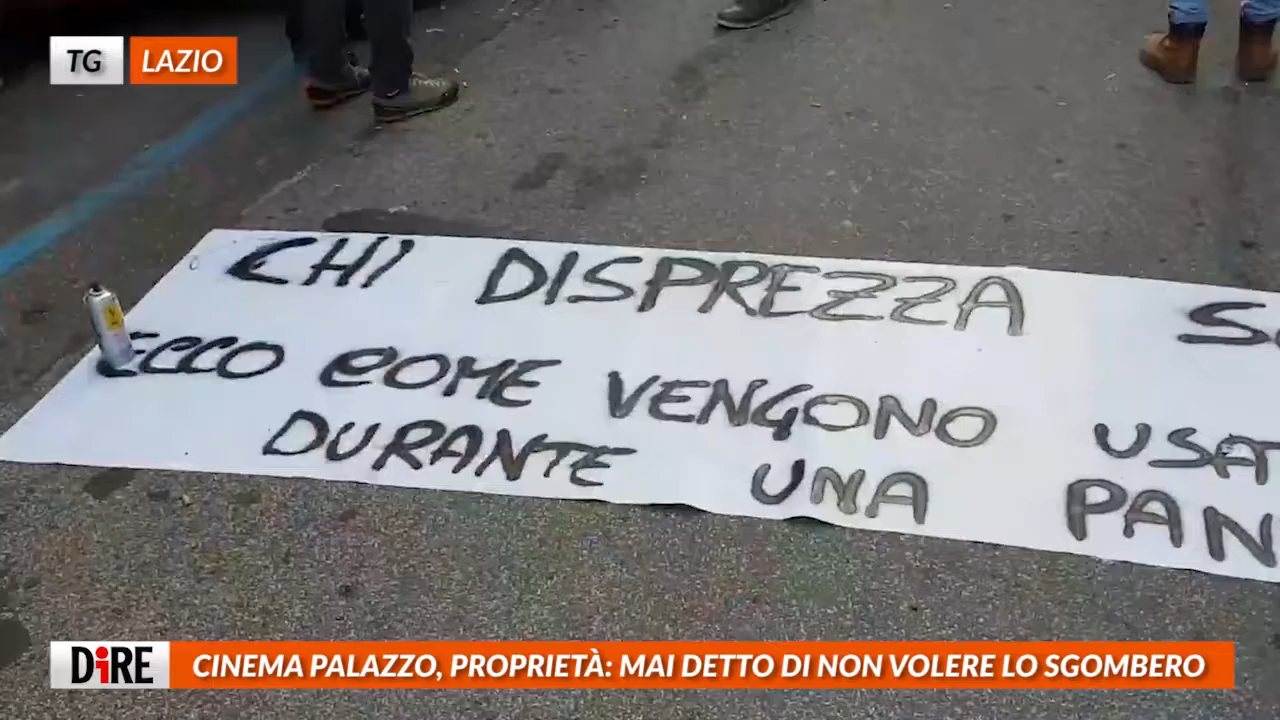 TG LAZIO
CHI DISPREZZA
ECCO COME VENGONO
DURANTE UNA
DiRE
CINEMA PALAZZO, PROPRIETÀ: MAI DETTO DI NON VOLERE LO SGOMBERO